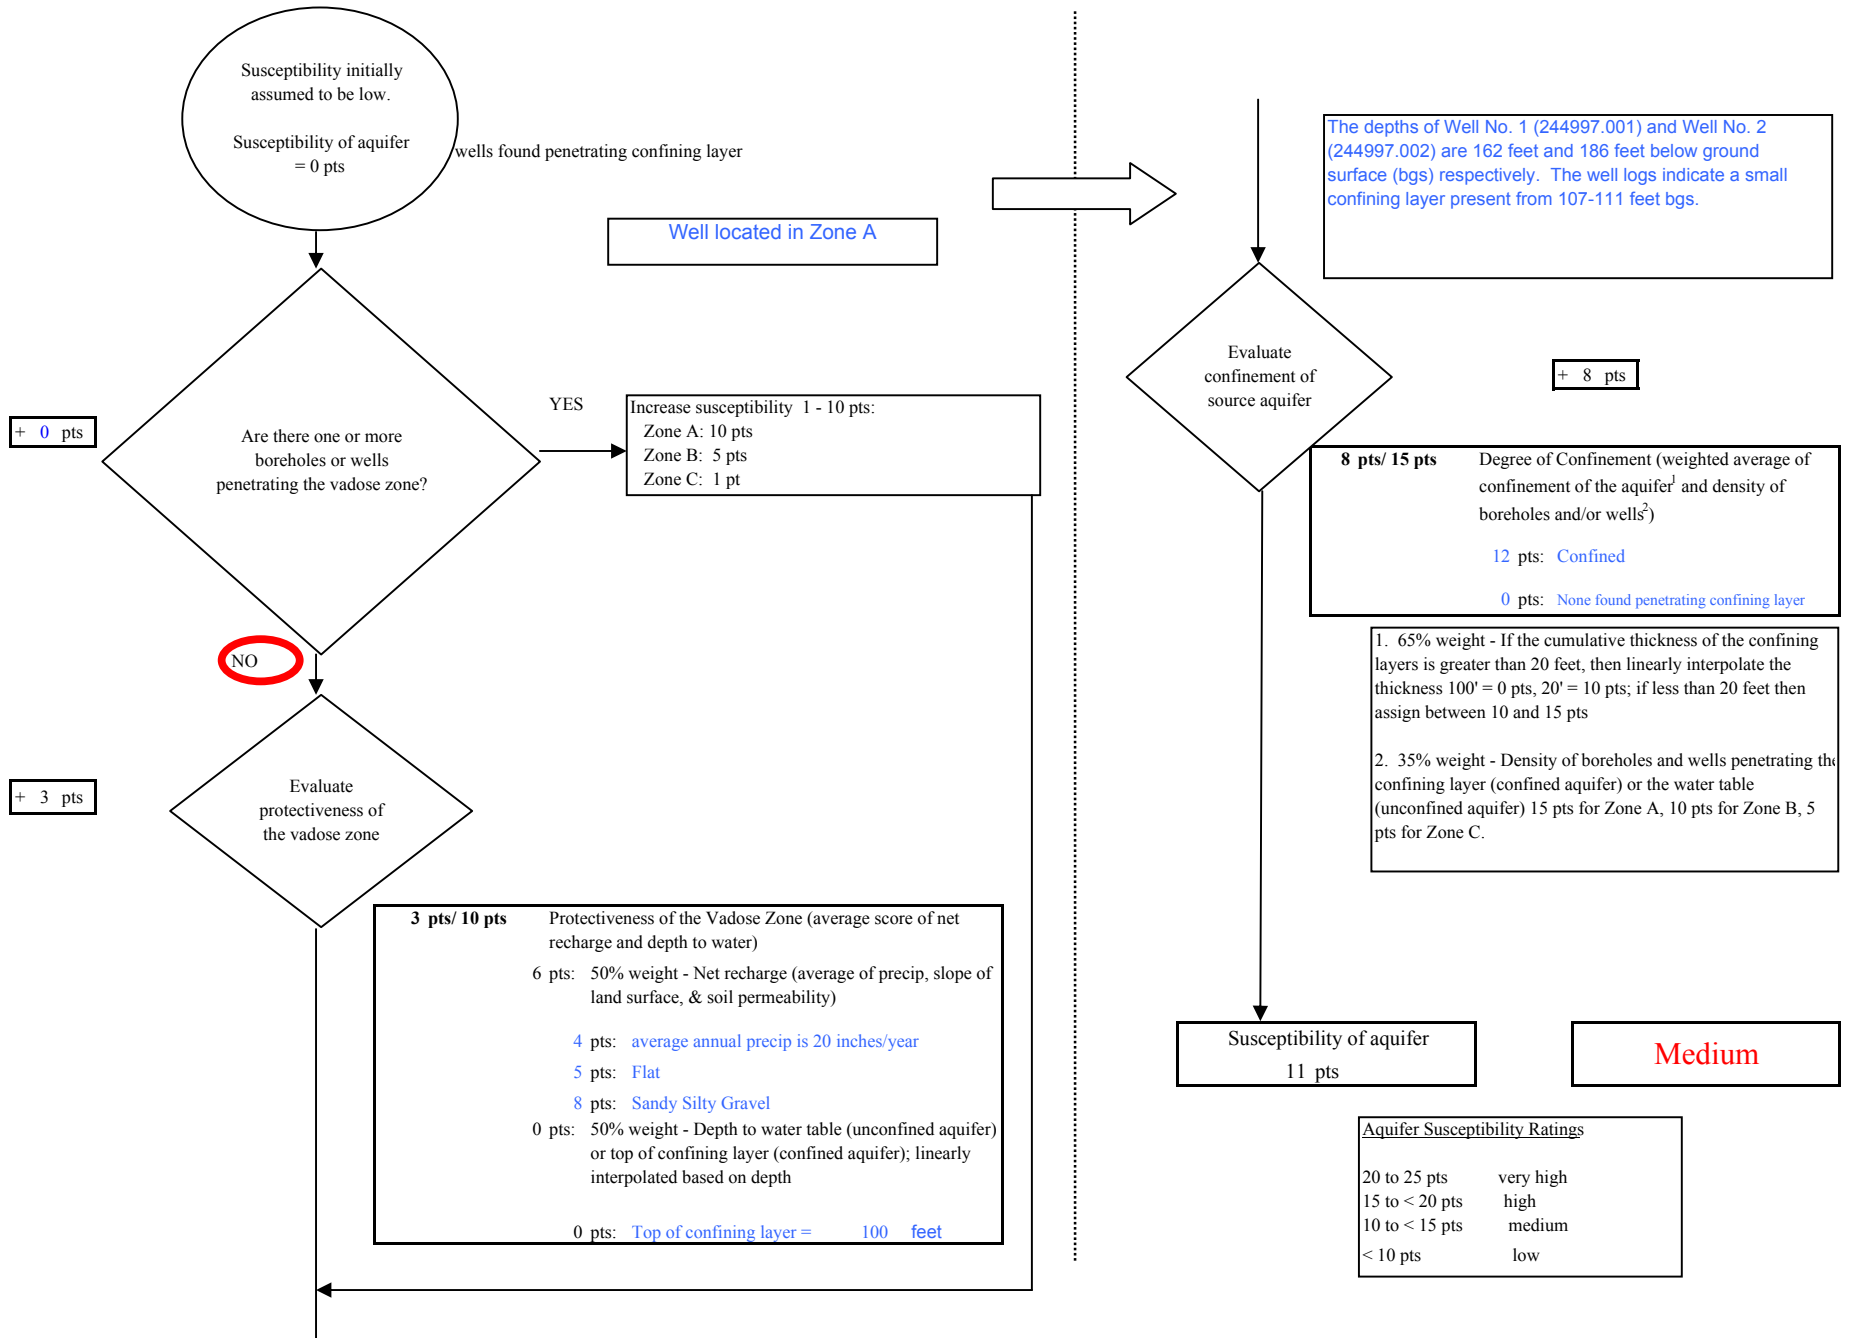 Susceptibility initially
assumed to be low.
Susceptibility of aquifer
= 0 pts
wells found penetrating confining layer
Well located in Zone A
+ 0 pts
Are there one or more
boreholes or wells
penetrating the vadose zone?
YES
Increase susceptibility 1 - 10 pts:
Zone A: 10 pts
Zone B: 5 pts
Zone C: 1 pt
NO
+ 3 pts
Evaluate
protectiveness of
the vadose zone
3 pts/ 10 pts Protectiveness of the Vadose Zone (average score of net
recharge and depth to water)
6 pts: 50% weight - Net recharge (average of precip, slope of
land surface, & soil permeability)
4 pts: average annual precip is 20 inches/year
5 pts: Flat
8 pts: Sandy Silty Gravel
0 pts: 50% weight - Depth to water table (unconfined aquifer)
or top of confining layer (confined aquifer); linearly
interpolated based on depth
0 pts: Top of confining layer = 100 feet
The depths of Well No. 1 (244997.001) and Well No. 2
(244997.002) are 162 feet and 186 feet below ground
surface (bgs) respectively. The well logs indicate a small
confining layer present from 107-111 feet bgs.
Evaluate
confinement of
source aquifer
+ 8 pts
8 pts/ 15 pts Degree of Confinement (weighted average of
confinement of the aquifer1 and density of
boreholes and/or wells2)
12 pts: Confined
0 pts: None found penetrating confining layer
1. 65% weight - If the cumulative thickness of the confining
layers is greater than 20 feet, then linearly interpolate the
thickness 100' = 0 pts, 20' = 10 pts; if less than 20 feet then
assign between 10 and 15 pts
2. 35% weight - Density of boreholes and wells penetrating the
confining layer (confined aquifer) or the water table
(unconfined aquifer) 15 pts for Zone A, 10 pts for Zone B, 5
pts for Zone C.
Susceptibility of aquifer
11 pts
Medium
Aquifer Susceptibility Ratings
20 to 25 pts very high
15 to < 20 pts high
10 to < 15 pts medium
< 10 pts low